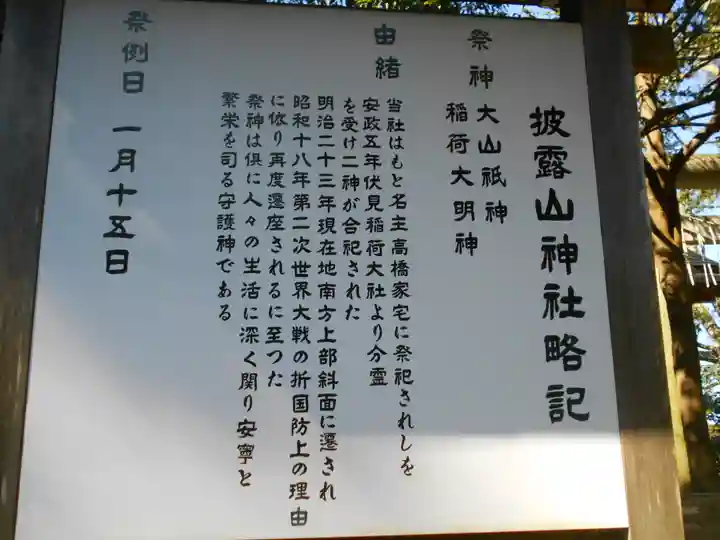 披露山神社略記
祭神 大山祇神
稲荷大明神
由緒
当社はもと名主高橋家宅に祭祀されしを
安政五年伏見稲荷大社より分霊
を受け二神が合祀された
明治二十三年現在地南方上部斜面に遷され
昭和十八年第二次世界大戦の折国防上の理由
に依り再度遷座されるに至つた
祭神は倶に人々の生活に深く関り安寧と
繁栄を司る守護神である
祭例日 一月十五日